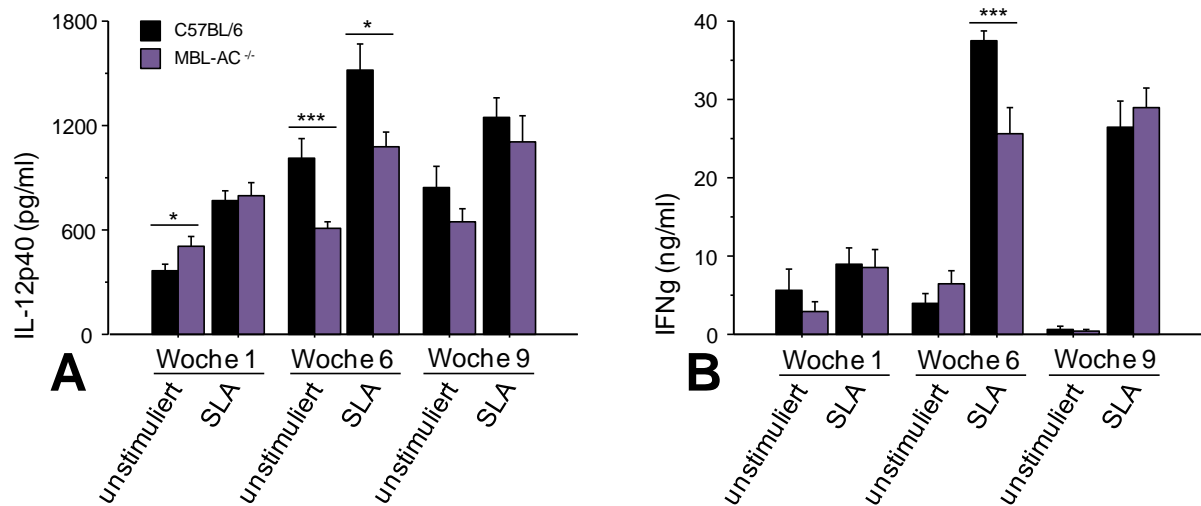 1800
1200
600
0
IL-12p40 (pg/ml)
C57BL/6
MBL-AC -/-
*
***
*
Woche 1
Woche 6
Woche 9
unstimuliert
SLA
unstimuliert
SLA
unstimuliert
SLA
A
40
30
20
10
0
IFNg (ng/ml)
***
Woche 1
Woche 6
Woche 9
unstimuliert
SLA
unstimuliert
SLA
unstimuliert
SLA
B